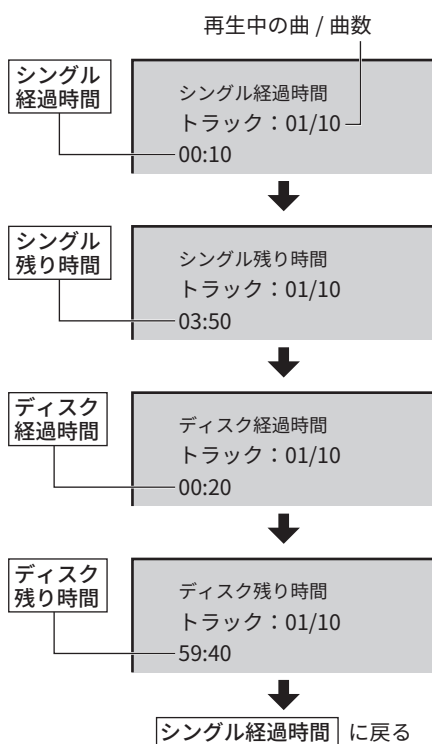 再生中の曲 / 曲数
シングル
経過時間
シングル経過時間
トラック：01/10
00:10
シングル
残り時間
シングル残り時間
トラック：01/10
03:50
ディスク
経過時間
ディスク経過時間
トラック：01/10
00:20
ディスク
残り時間
ディスク残り時間
トラック：01/10
59:40
シングル経過時間 に戻る